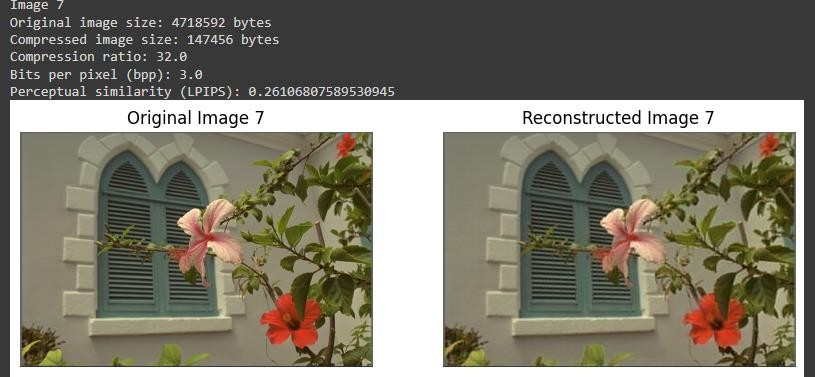 Image 7
Original image size: 4718592 bytes
Compressed image size: 147456 bytes
Compression ratio: 32.0
Bits per pixel (bpp): 3.0
Perceptual similarity (LPIPS): 0.26106807589530945
Original Image 7
Reconstructed Image 7